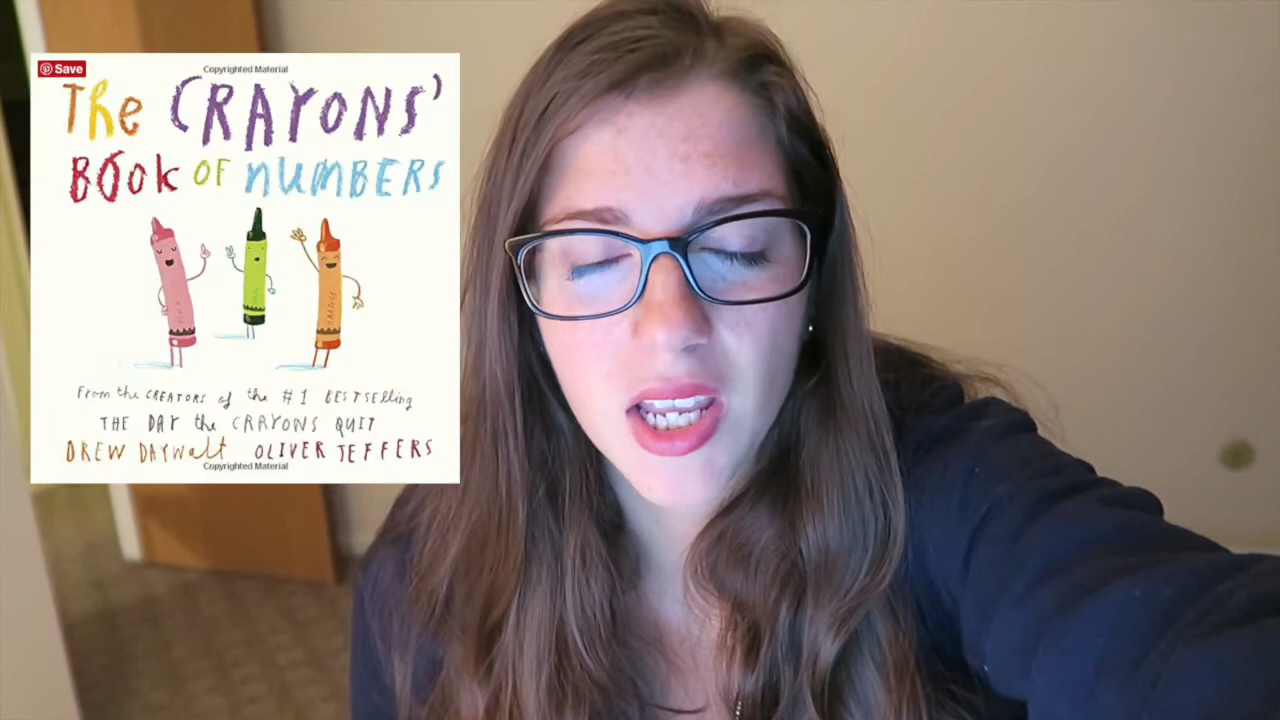 Save
Copyrighted Material
The CRAYONS'
BOOk OF NUMBERS
From the CREATORS of the #1 BESTSElling
THE DAY the CRAYONS QUIT
DREW DAYWalt OLIVER JEFFERS
Copyrighted Material